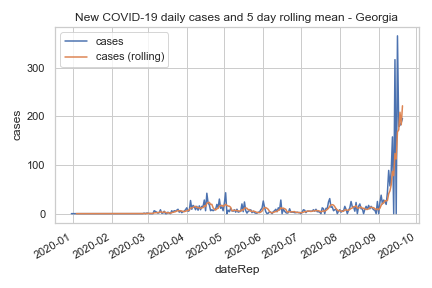 New COVID-19 daily cases and 5 day rolling mean - Georgia
cases
cases (rolling)
300
200
100
0
cases
2020-01
2020-02
2020-03
2020-04
2020-05
2020-06
2020-07
2020-08
2020-09
2020-10
dateRep